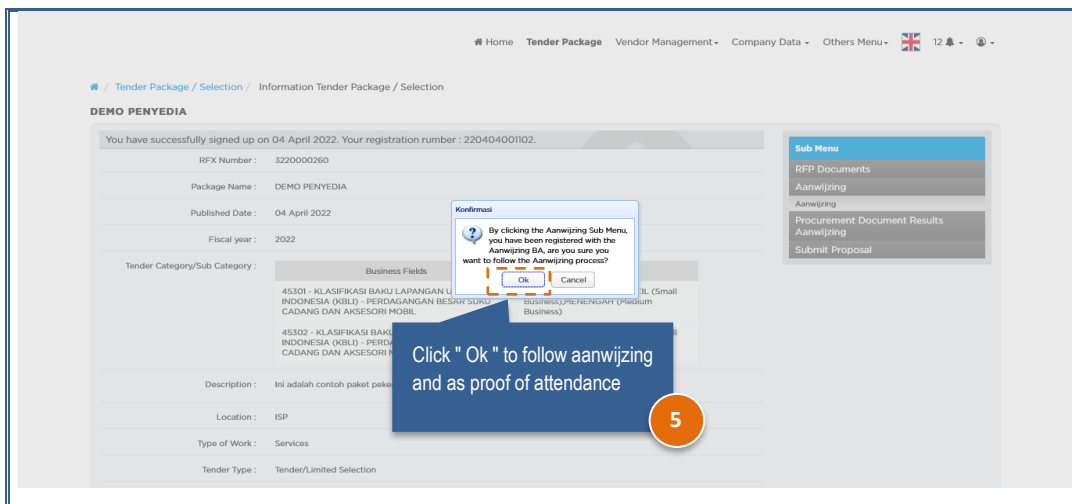 Home Tender Package Vendor Management Company Data Others Menu 12
/ Tender Package / Selection / Information Tender Package / Selection
DEMO PENYEDIA
You have successfully signed up on 04 April 2022. Your registration rumber : 220404001102.
RFX Number : 3220000260
Package Name : DEMO PENYEDIA
Published Date : 04 April 2022
Fiscal year : 2022
Tender Category/Sub Category :
Business Fields
45301 - KLASIFIKASI BAKU LAPANGAN U
INDONESIA (KBLI) - PERDAGANGAN BESAR SUKU
CADANG DAN AKSESORI MOBIL
CIL (Small
Business),MENENGAH (Medium
Business)
45302 - KLASIFIKASI BAKU
INDONESIA (KBLI) - PERDA
CADANG DAN AKSESORI M
Description : Ini adalah contoh paket peke
Location : ISP
Type of Work : Services
Tender Type : Tender/Limited Selection
Sub Menu
RFP Documents
Aanwijzing
Aanwijzing
Procurement Document Results
Aanwijzing
Submit Proposal
Konfirmasi
By clicking the Aanwijzing Sub Menu,
you have been registered with the
Aanwijzing BA, are you sure you
want to follow the Aanwijzing process?
Ok Cancel
Click " Ok " to follow aanwijzing
and as proof of attendance
5